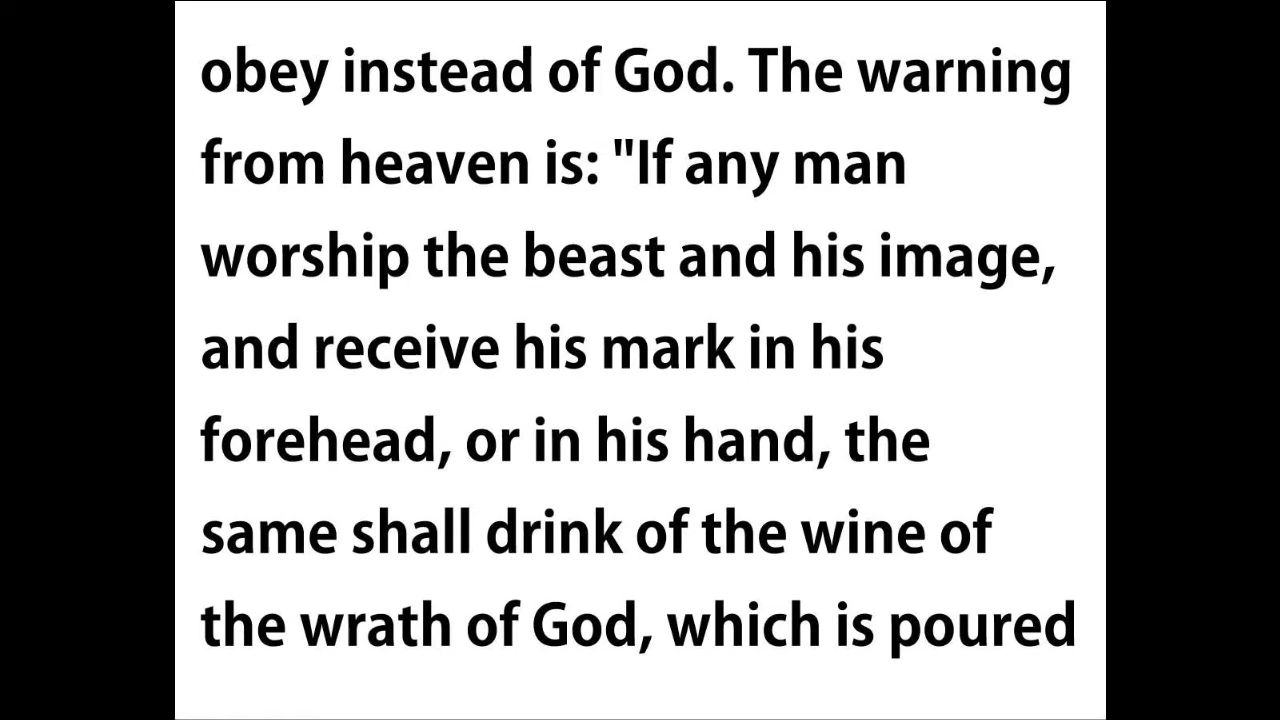 obey instead of God. The warning
from heaven is: "If any man
worship the beast and his image,
and receive his mark in his
forehead, or in his hand, the
same shall drink of the wine of
the wrath of God, which is poured